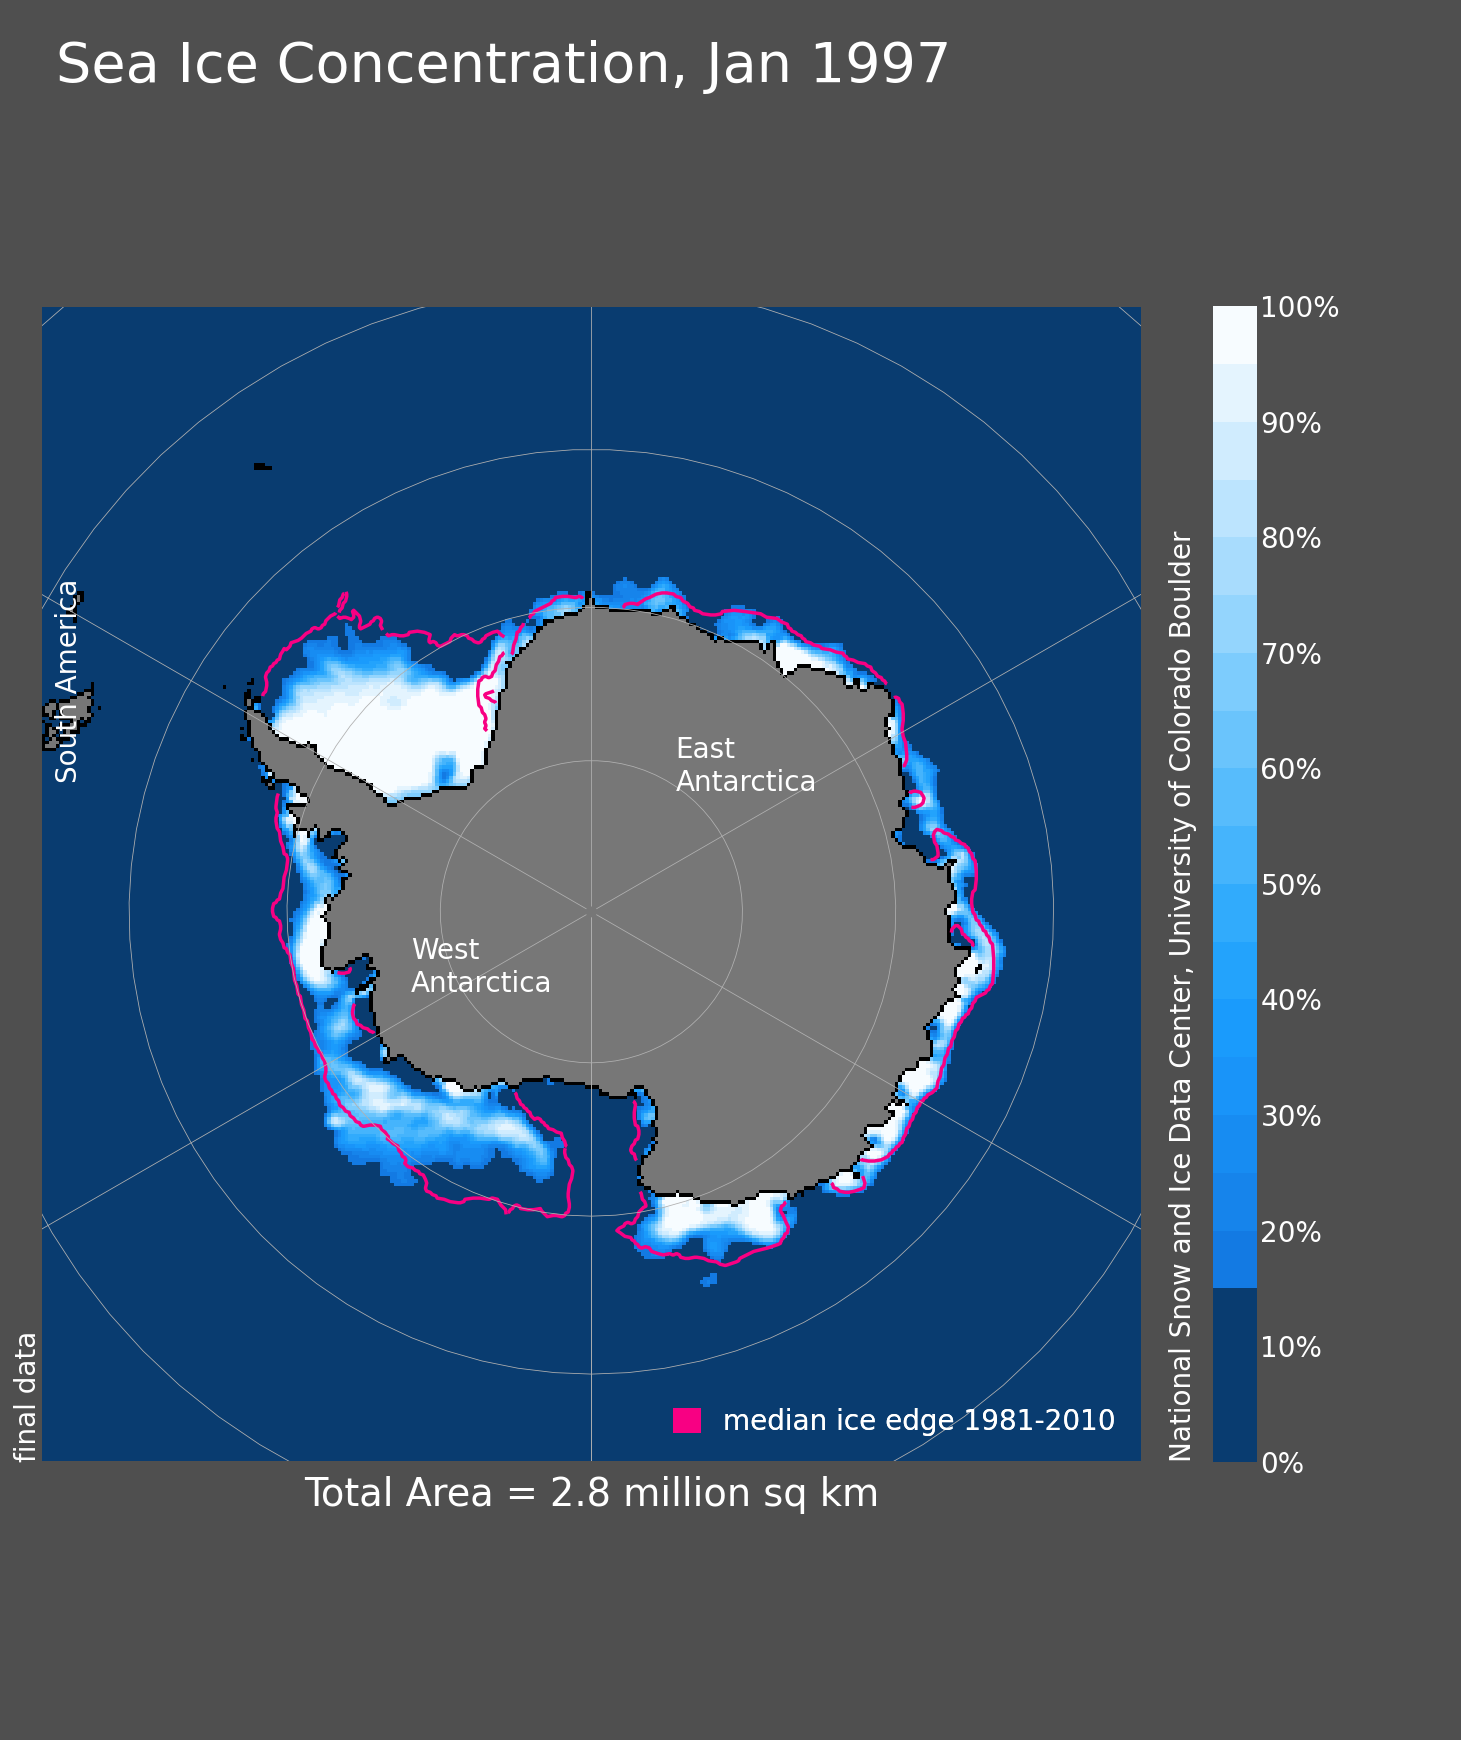 Sea Ice Concentration, Jan 1997
South America
East
Antarctica
West
Antarctica
median ice edge 1981-2010
final data
Total Area = 2.8 million sq km
National Snow and Ice Data Center, University of Colorado Boulder
100%
90%
80%
70%
60%
50%
40%
30%
20%
10%
0%